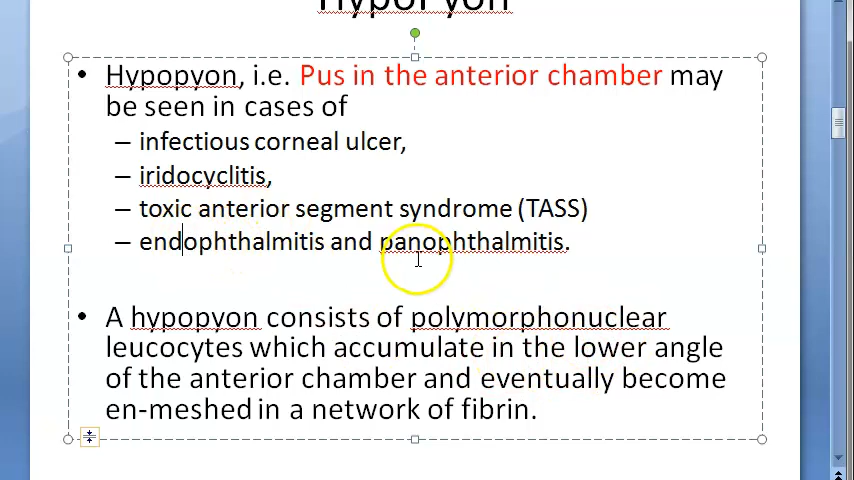 HypoPyon
• Hypopyon, i.e. Pus in the anterior chamber may
be seen in cases of
– infectious corneal ulcer,
– iridocyclitis,
– toxic anterior segment syndrome (TASS)
– endophthalmitis and panophthalmitis.
• A hypopyon consists of polymorphonuclear
leucocytes which accumulate in the lower angle
of the anterior chamber and eventually become
en-meshed in a network of fibrin.